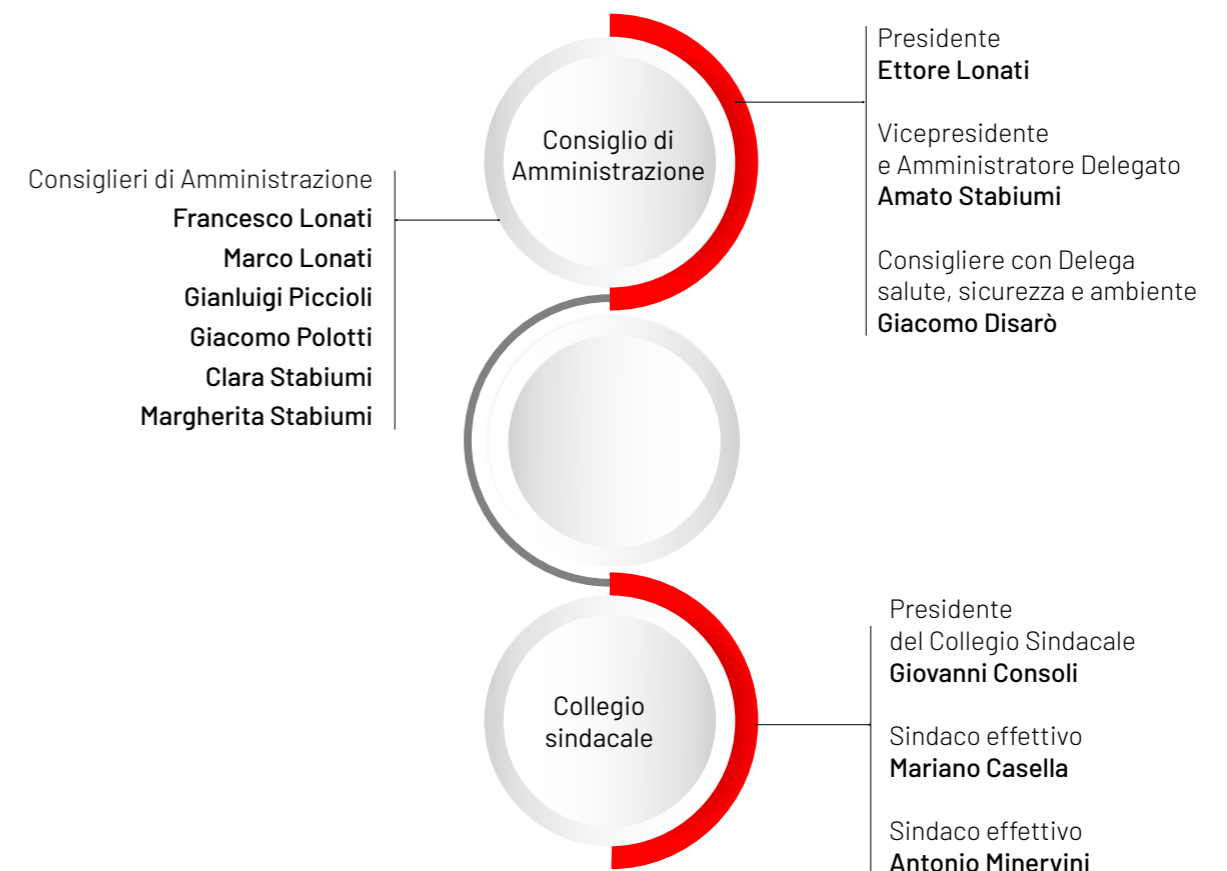 Presidente
Ettore Lonati
Vicepresidente
e Amministratore Delegato
Amato Stabiumi
Consigliere con Delega
salute, sicurezza e ambiente
Giacomo Disarò
Consiglio di
Amministrazione
Consiglieri di Amministrazione
Francesco Lonati
Marco Lonati
Gianluigi Piccioli
Giacomo Polotti
Clara Stabiumi
Margherita Stabiumi
Collegio
sindacale
Presidente
del Collegio Sindacale
Giovanni Consoli
Sindaco effettivo
Mariano Casella
Sindaco effettivo
Antonio Minervini